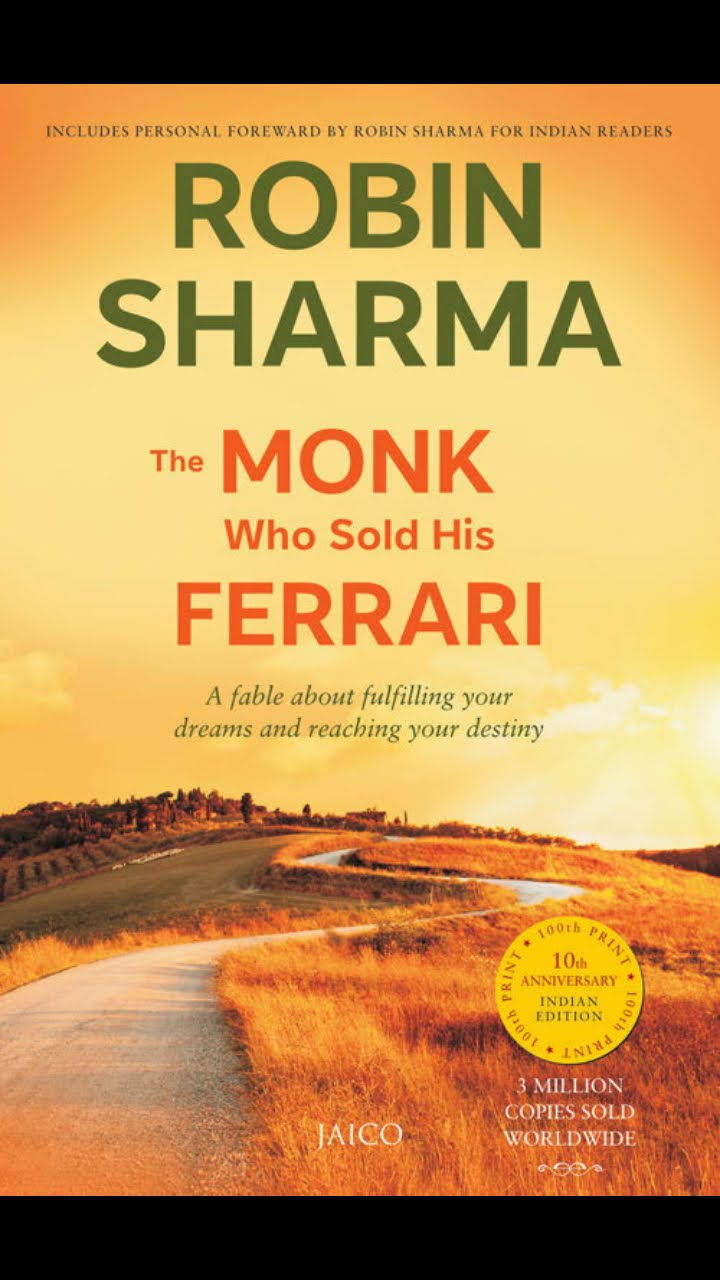 INCLUDES PERSONAL FOREWARD BY ROBIN SHARMA FOR INDIAN READERS
ROBIN
SHARMA
The MONK
Who Sold His
FERRARI
A fable about fulfilling your
dreams and reaching your destiny
100th PRINT ★ 100th PRINT ★ 100th PRINT ★
10th
ANNIVERSARY
INDIAN
EDITION
3 MILLION
COPIES SOLD
WORLDWIDE
JAICO